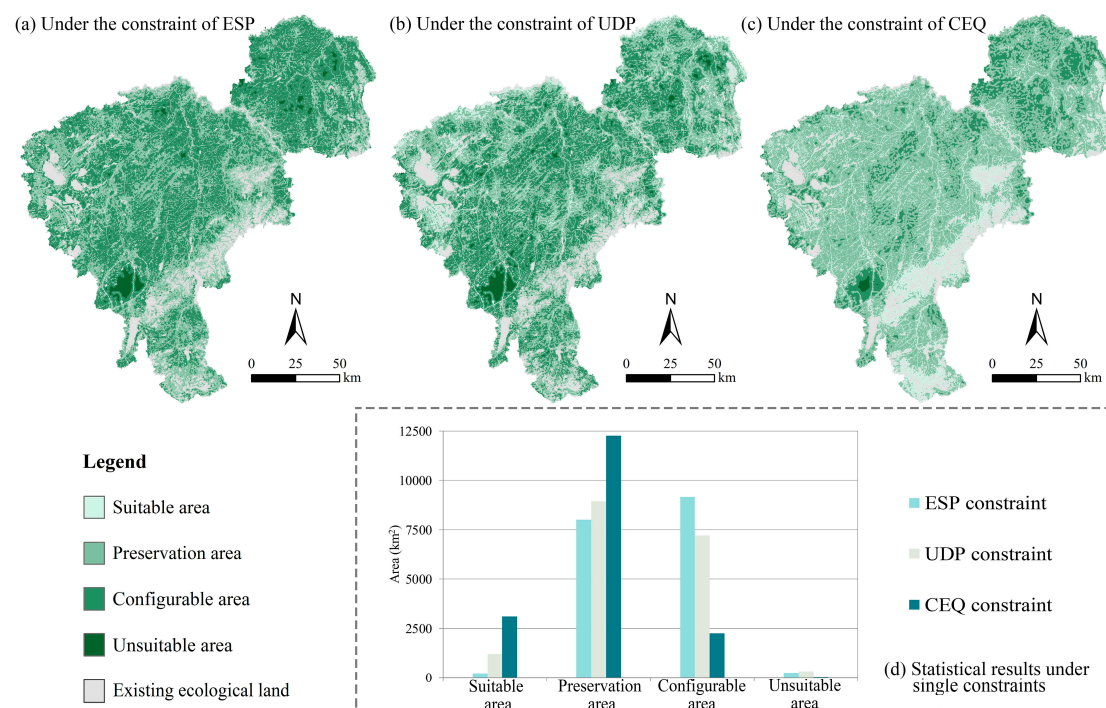 (a) Under the constraint of ESP
(b) Under the constraint of UDP
(c) Under the constraint of CEQ
N
0 25 50
km
N
0 25 50
km
N
0 25 50
km
Legend
Suitable area
Preservation area
Configurable area
Unsuitable area
Existing ecological land
Area (km²)
12500
10000
7500
5000
2500
0
Suitable
area
Preservation
area
Configurable
area
Unsuitable
area
ESP constraint
UDP constraint
CEQ constraint
(d) Statistical results under
single constraints